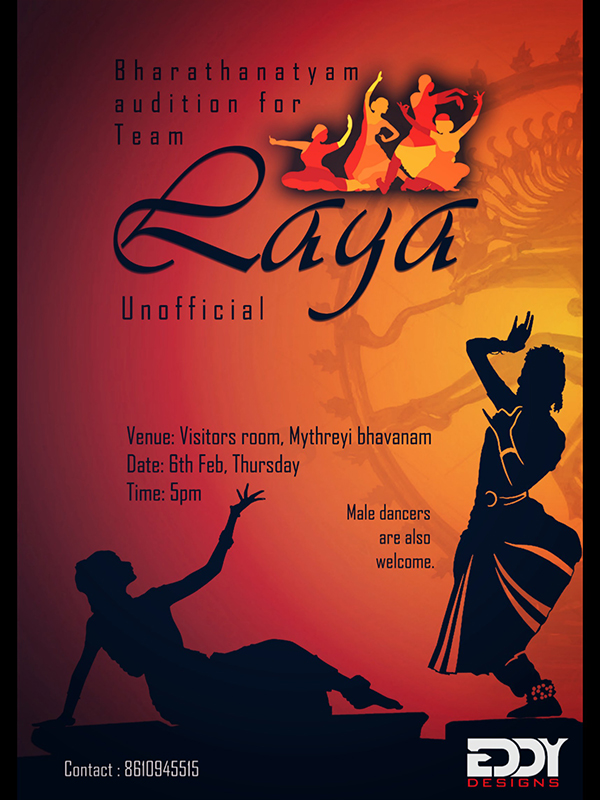 Bharathanatyam
audition for
Team
Laya
Unofficial
Venue: Visitors room, Mythreyi bhavanam
Date: 6th Feb, Thursday
Time: 5pm
Male dancers
are also
welcome.
Contact : 8610945515
EDDY
DESIGNS